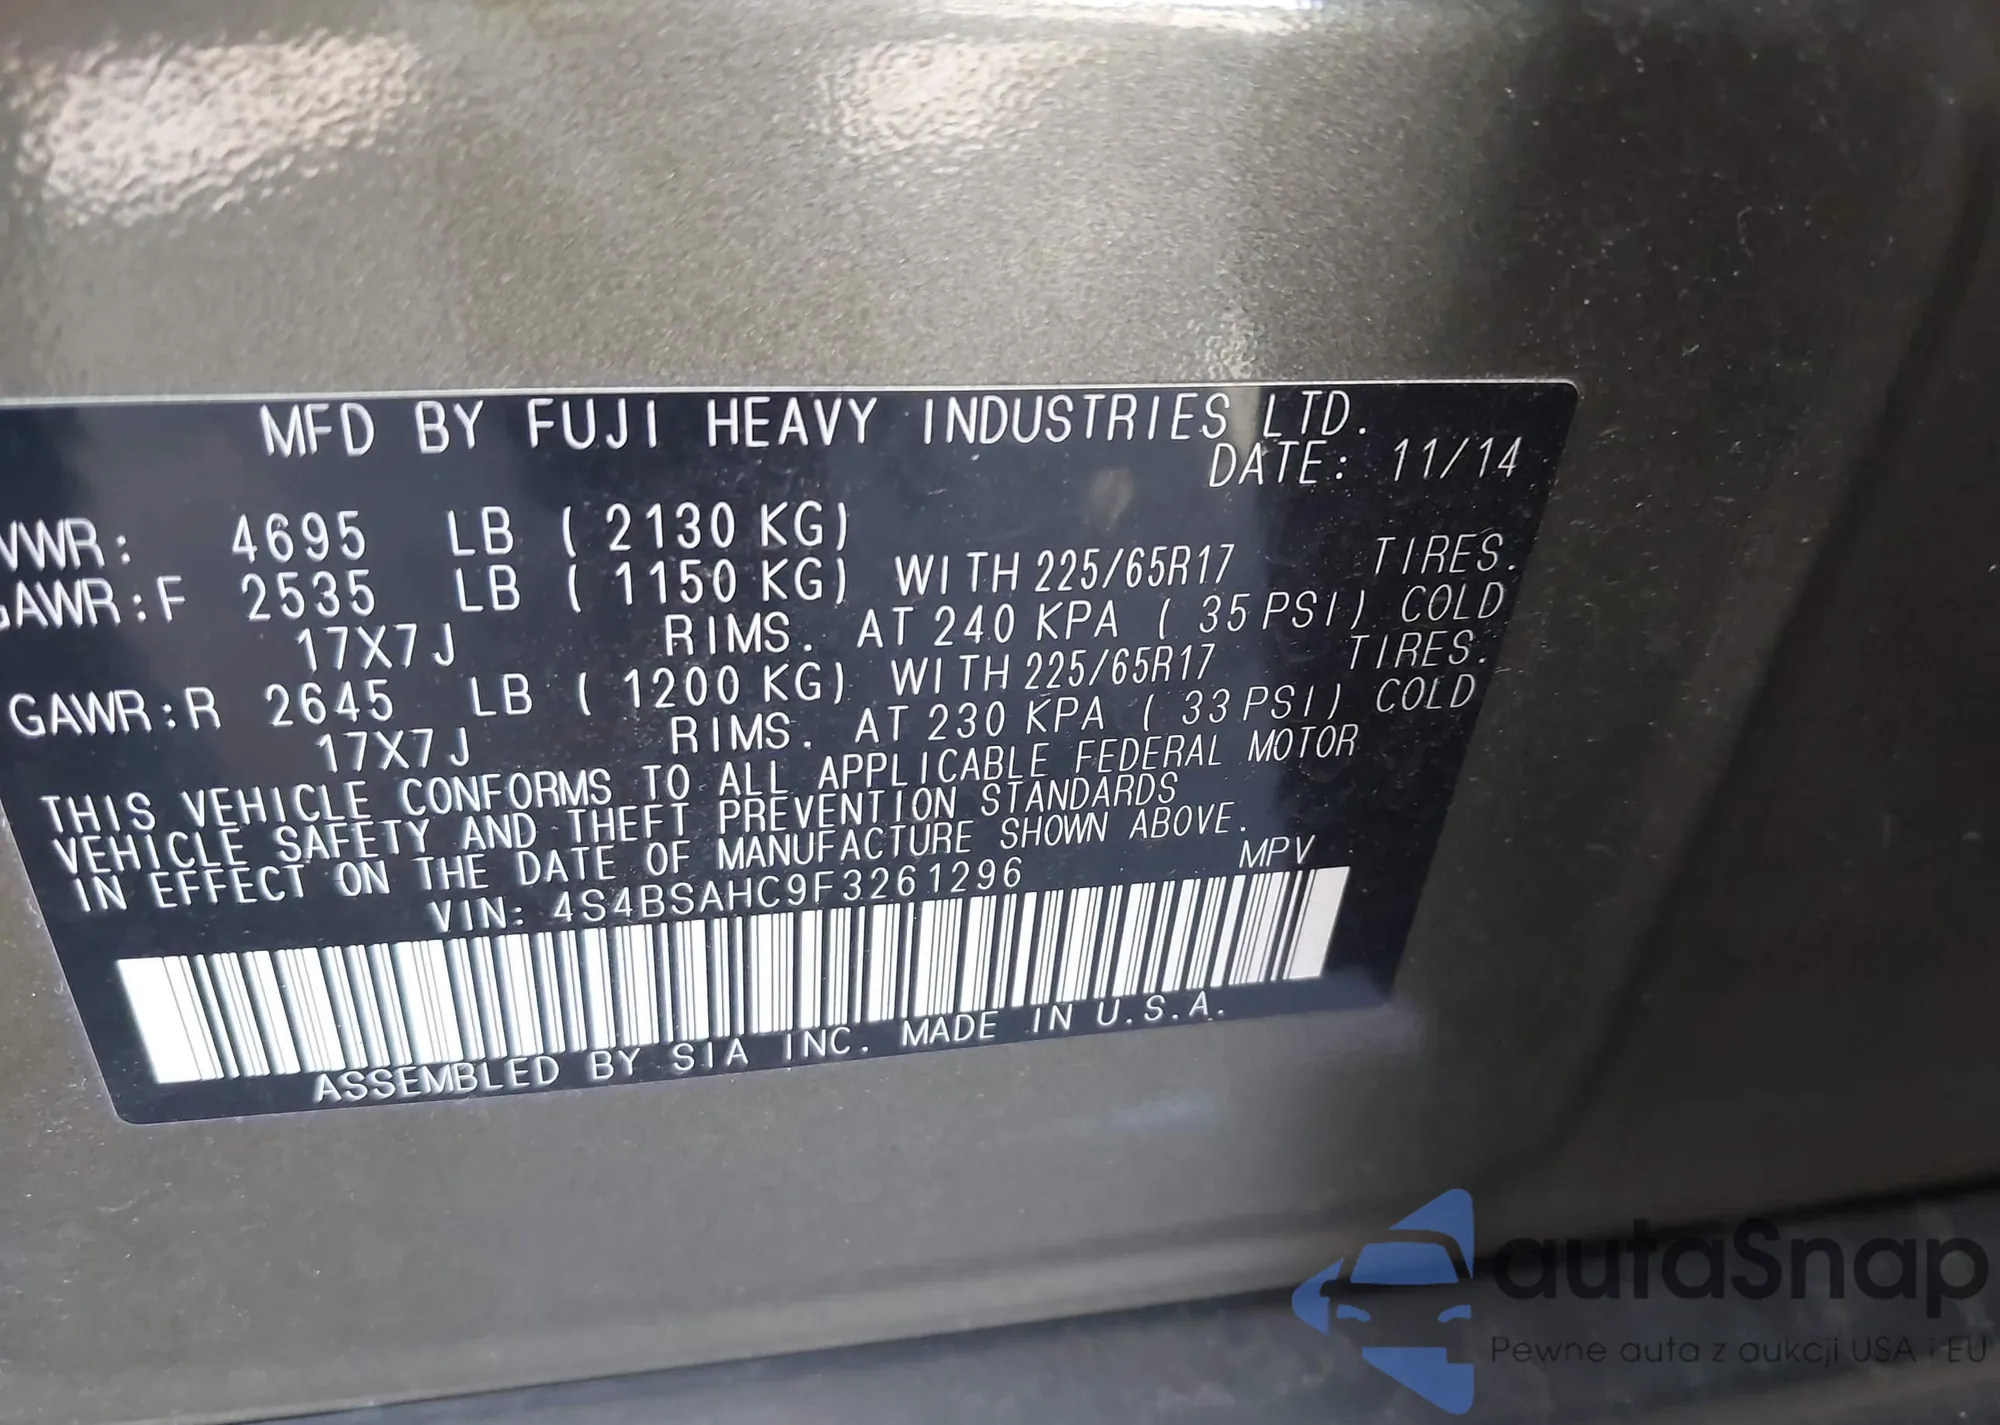 MFD BY FUJI HEAVY INDUSTRIES LTD.
DATE: 11/14
VWR: 4695 LB ( 2130 KG)
GAWR:F 2535 LB ( 1150 KG) WITH 225/65R17 TIRES.
17X7J RIMS. AT 240 KPA ( 35 PSI) COLD
GAWR:R 2645 LB ( 1200 KG) WITH 225/65R17 TIRES.
17X7J RIMS. AT 230 KPA ( 33 PSI) COLD
THIS VEHICLE CONFORMS TO ALL APPLICABLE FEDERAL MOTOR
VEHICLE SAFETY AND THEFT PREVENTION STANDARDS
IN EFFECT ON THE DATE OF MANUFACTURE SHOWN ABOVE.
VIN: 4S4BSAHC9F3261296 MPV
ASSEMBLED BY SIA INC. MADE IN U.S.A.
autaSnap
Pewne auta z aukcji USA i EU